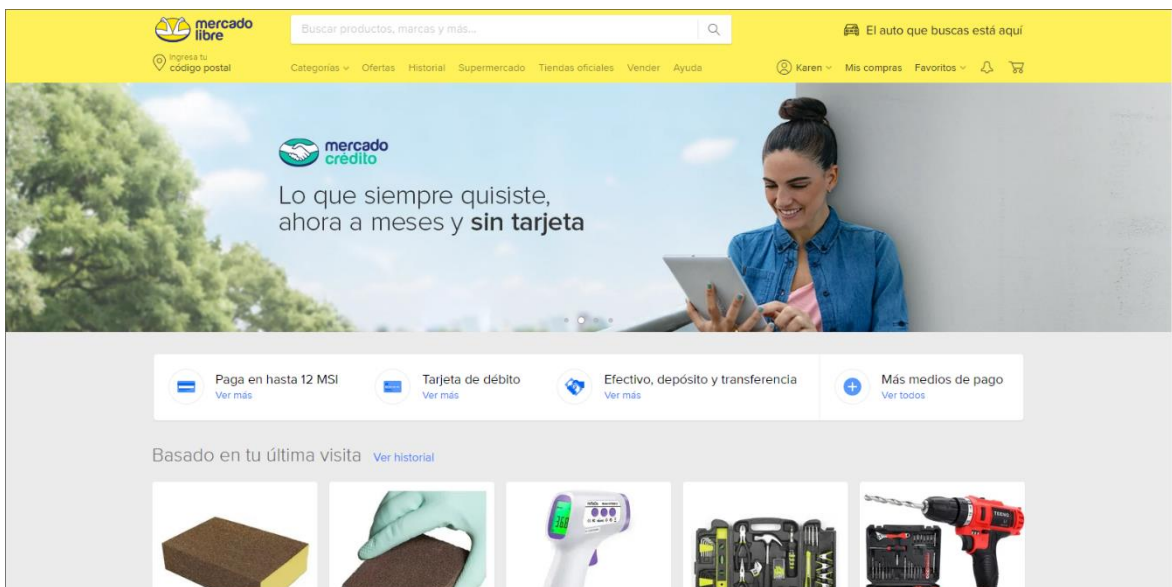 mercado
libre
Buscar productos, marcas y más...
El auto que buscas está aquí
Ingresa tu
código postal
Categorías Ofertas Historial Supermercado Tiendas oficiales Vender Ayuda
Karen Mis compras Favoritos
mercado
crédito
Lo que siempre quisiste,
ahora a meses y sin tarjeta
Paga en hasta 12 MSI
Ver más
Tarjeta de débito
Ver más
Efectivo, depósito y transferencia
Ver más
Más medios de pago
Ver todos
Basado en tu última visita Ver historial